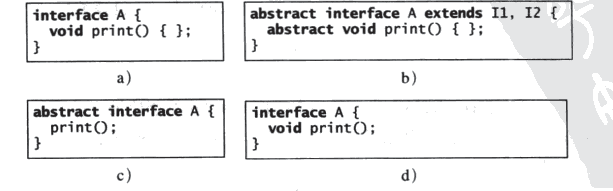 interface A {
void print() { };
}
a)
abstract interface A extends I1, I2 {
abstract void print() { };
}
b)
abstract interface A {
print();
}
c)
interface A {
void print();
}
d)